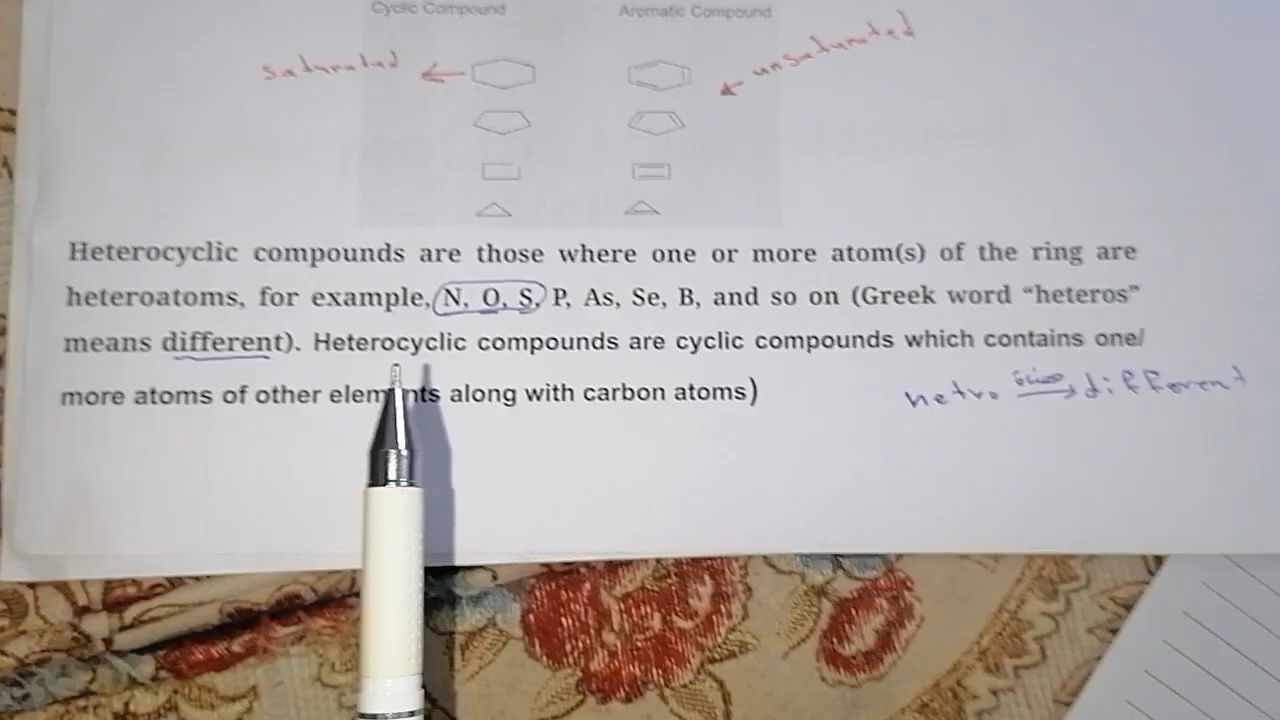 Cyclic Compound Aromatic Compound
saturated unsaturated
Heterocyclic compounds are those where one or more atom(s) of the ring are
heteroatoms, for example, N, O, S, P, As, Se, B, and so on (Greek word “heteros”
means different). Heterocyclic compounds are cyclic compounds which contains one/
more atoms of other elements along with carbon atoms)
hetro different